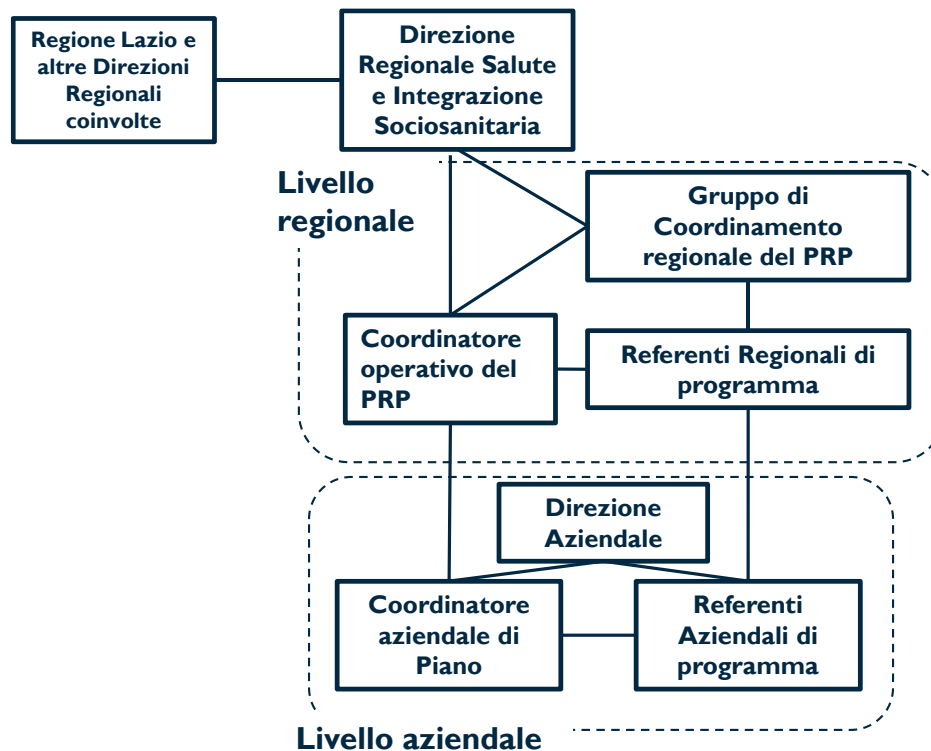 Regione Lazio e
altre Direzioni
Regionali
coinvolte
Direzione
Regionale Salute
e Integrazione
Sociosanitaria
Livello
regionale
Gruppo di
Coordinamento
regionale del PRP
Coordinatore
operativo del
PRP
Referenti Regionali di
programma
Direzione
Aziendale
Coordinatore
aziendale di
Piano
Referenti
Aziendali di
programma
Livello aziendale